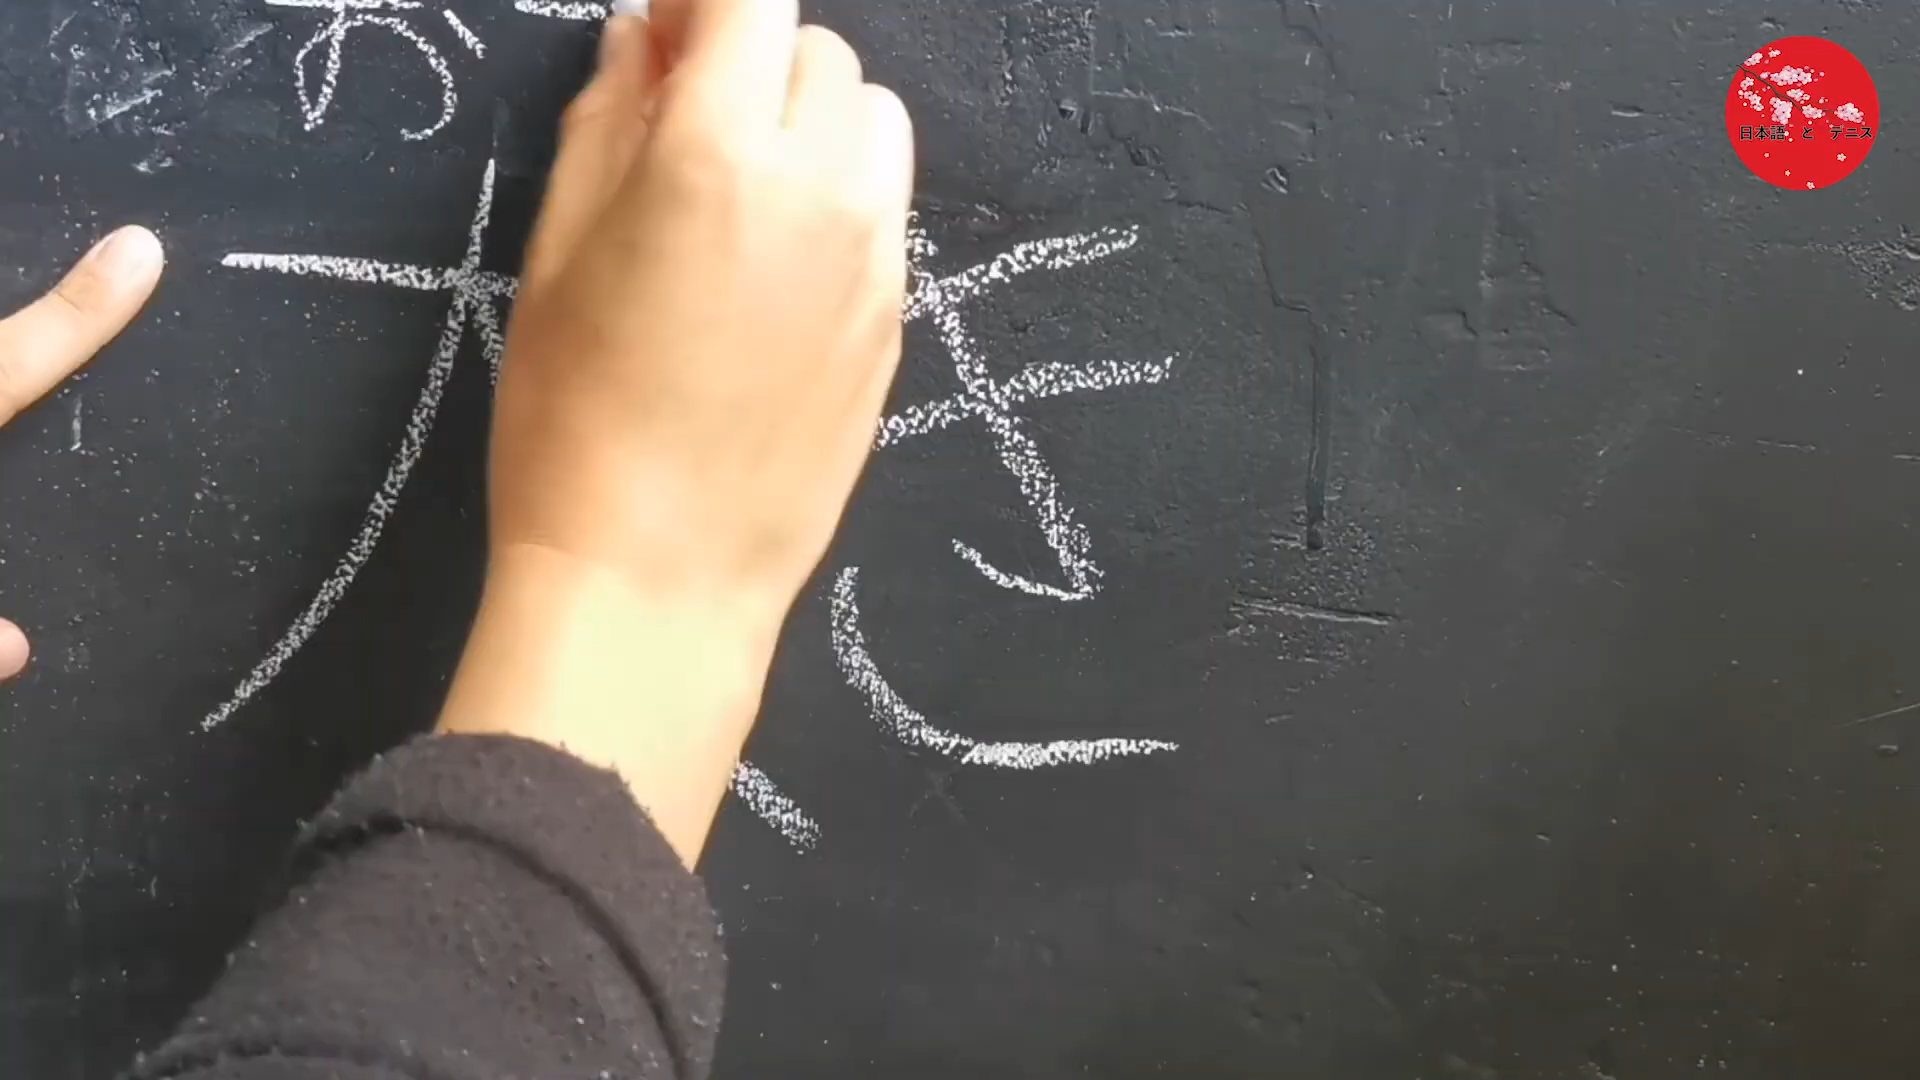 お
大き
日本語 と デニス